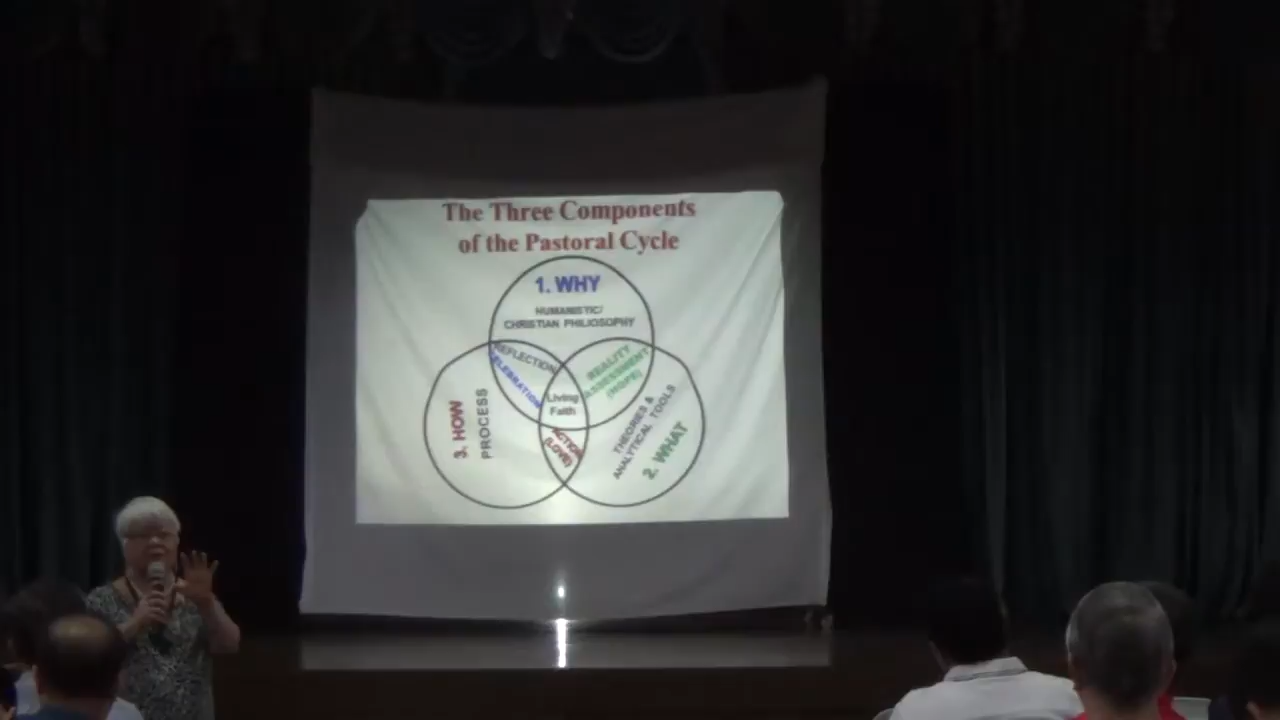 The Three Components
of the Pastoral Cycle
1. WHY
HUMANISTIC/
CHRISTIAN PHILIOSOPHY
REFLECTION
CELEBRATION
REALITY
ASSESSMENT
(HOPE)
Living
Faith
3. HOW
PROCESS
ACTION
(LOVE)
THEORIES &
ANALYTICAL TOOLS
2. WHAT